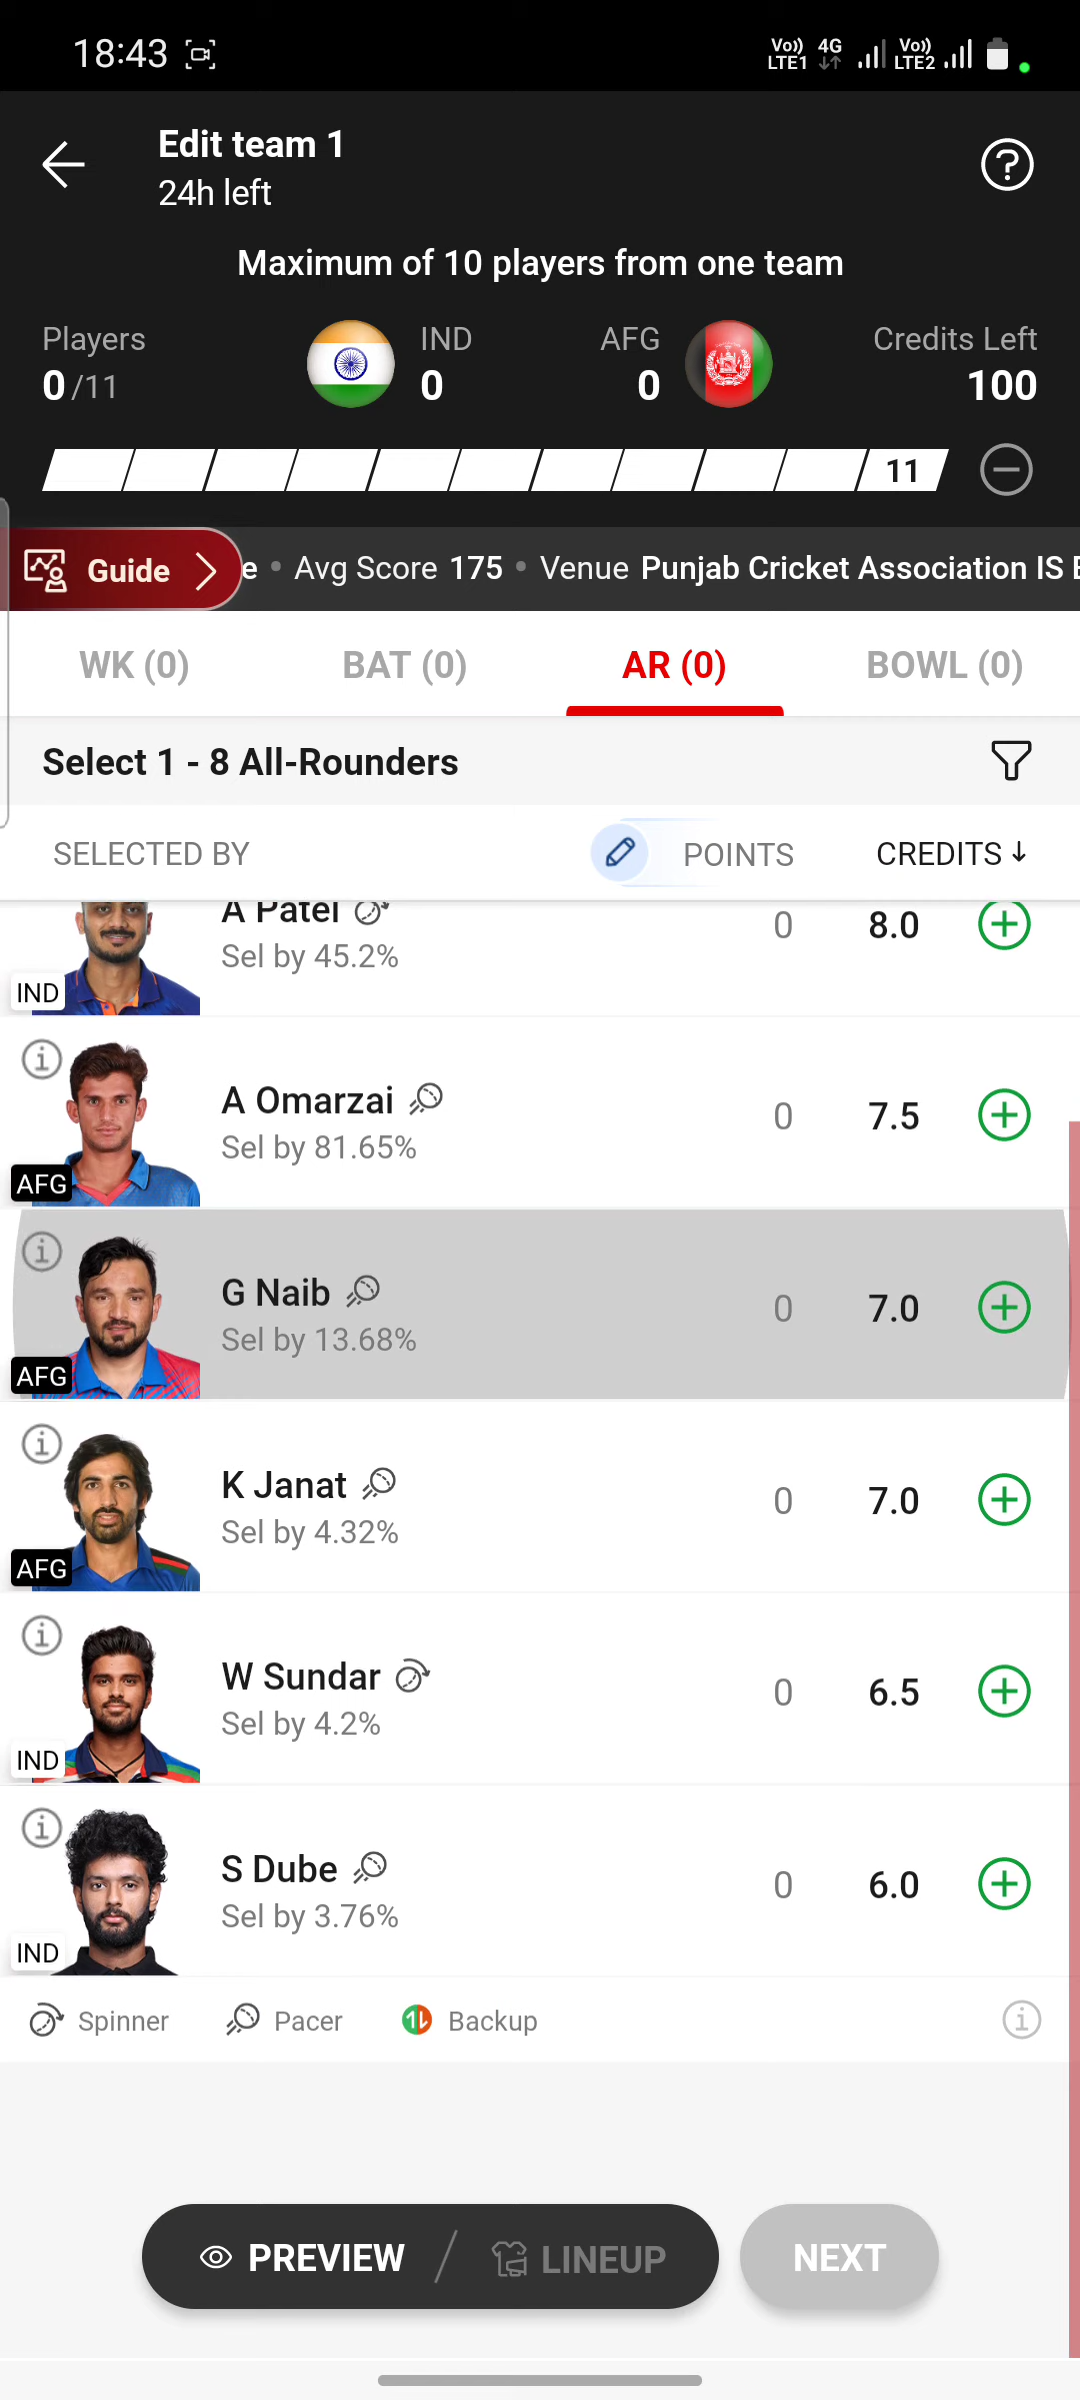 18:43
Vo)) LTE1 4G Vo)) LTE2
Edit team 1
24h left
Maximum of 10 players from one team
Players
0/11
IND
0
AFG
0
Credits Left
100
11
Guide
e • Avg Score 175 • Venue Punjab Cricket Association IS
WK (0) BAT (0) AR (0) BOWL (0)
Select 1 - 8 All-Rounders
SELECTED BY POINTS CREDITS ↓
A Patel 0 8.0
Sel by 45.2%
IND
A Omarzai 0 7.5
Sel by 81.65%
AFG
G Naib 0 7.0
Sel by 13.68%
AFG
K Janat 0 7.0
Sel by 4.32%
AFG
W Sundar 0 6.5
Sel by 4.2%
IND
S Dube 0 6.0
Sel by 3.76%
IND
Spinner Pacer Backup
PREVIEW / LINEUP NEXT